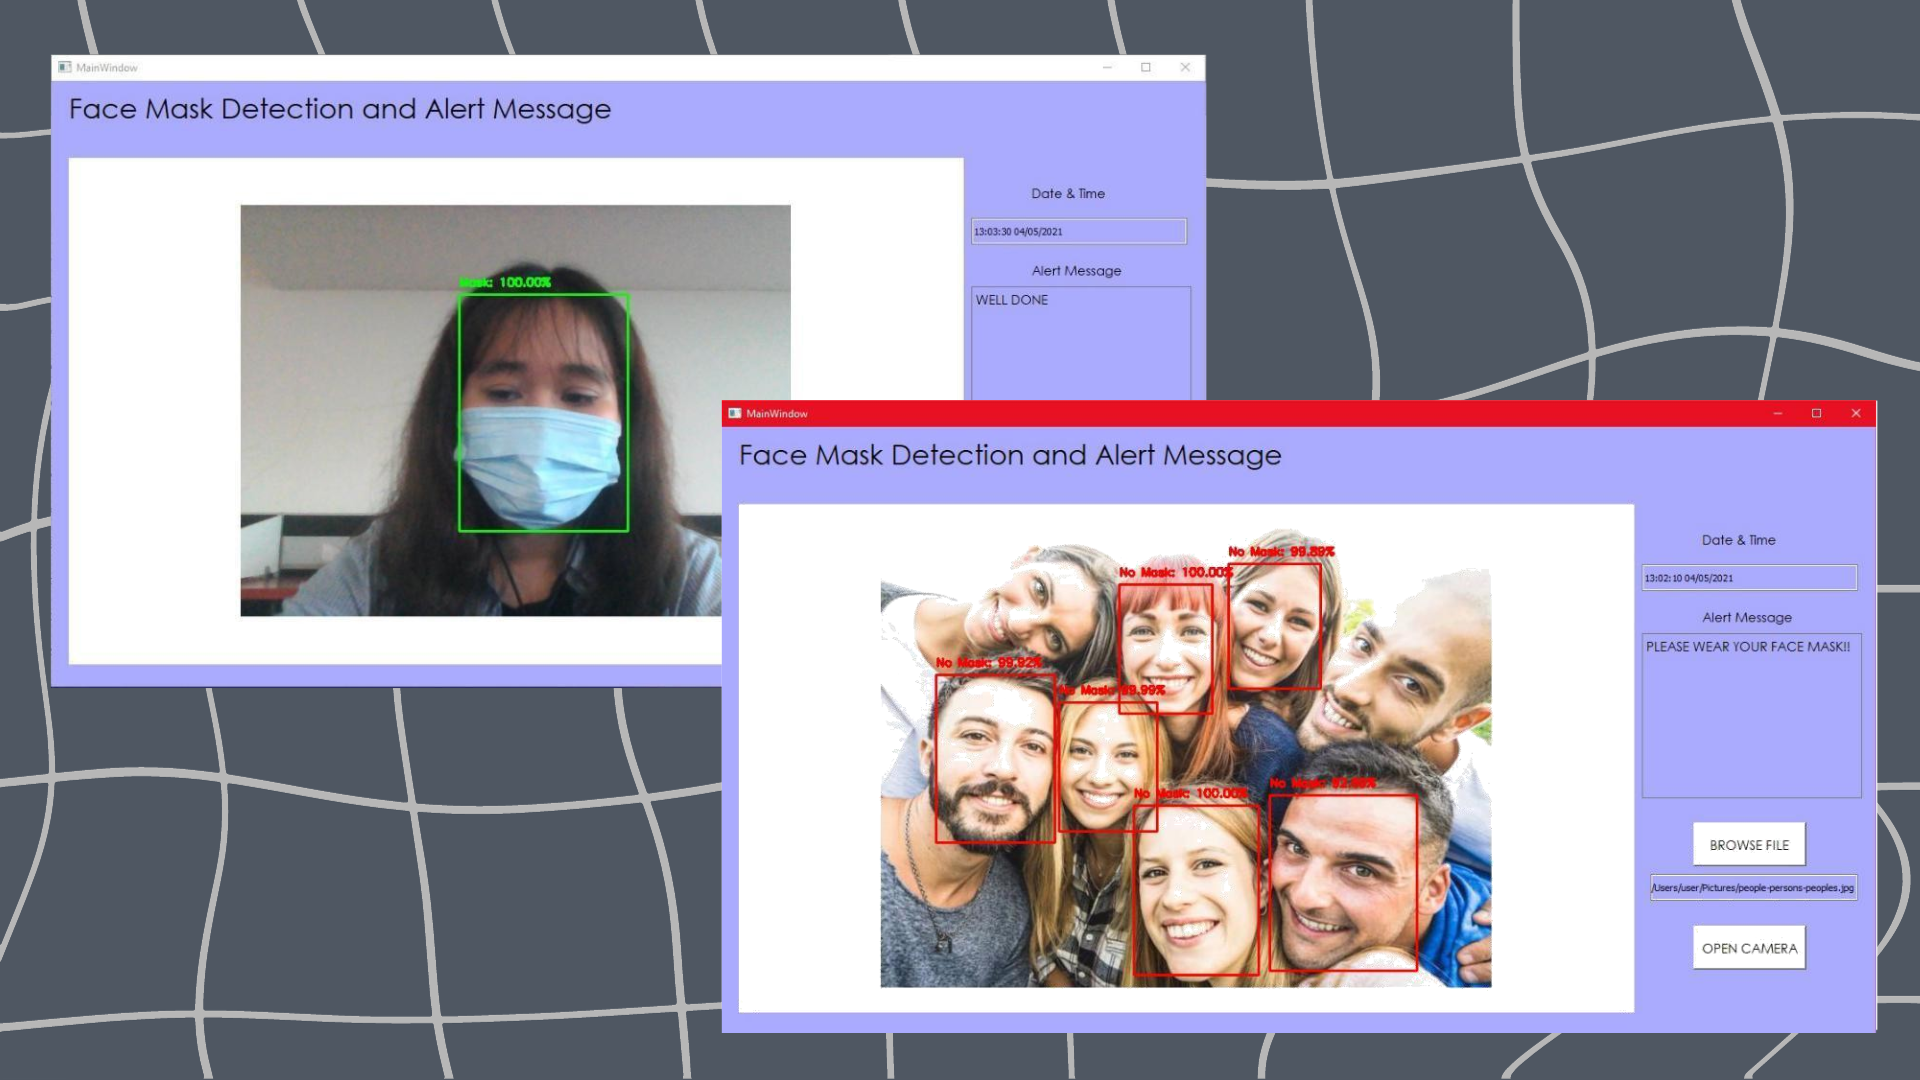 MainWindow
Face Mask Detection and Alert Message
Date & Time
13:03:30 04/05/2021
Alert Message
WELL DONE
Mask: 100.00%
MainWindow
Face Mask Detection and Alert Message
Date & Time
13:02:10 04/05/2021
Alert Message
PLEASE WEAR YOUR FACE MASK!!
No Mask: 99.89%
No Mask: 100.00%
No Mask: 99.92%
No Mask: 99.99%
No Mask: 100.00%
No Mask:
BROWSE FILE
/Users/user/Pictures/people-persons-peoples.jpg
OPEN CAMERA